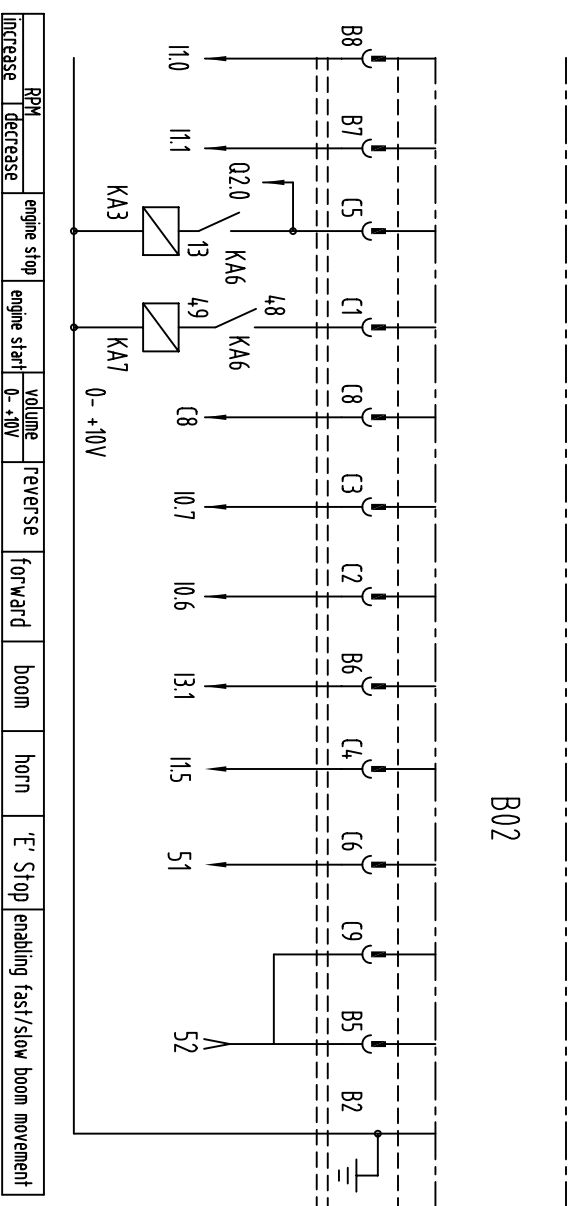 B02
B8
B7
C5
C1
C8
C3
C2
B6
C4
C6
C9
B5
B2
I1.0
I1.1
Q2.0
KA6
13
KA3
48
KA6
49
KA7
C8
I0.7
I0.6
I3.1
I1.5
51
52
0- +10V
RPM
increase
decrease
engine stop
engine start
volume
0- +10V
reverse
forward
boom
horn
'E' Stop
enabling fast/slow boom movement